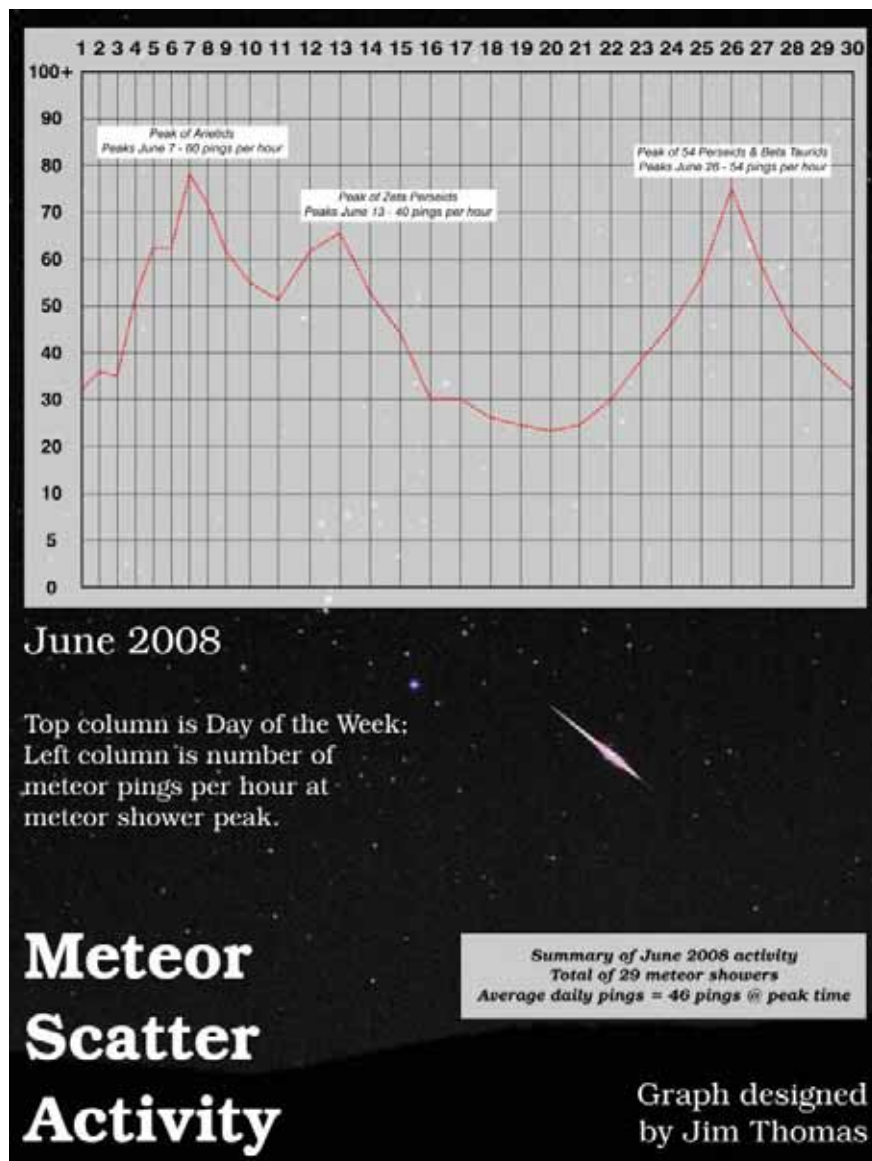 1 2 3 4 5 6 7 8 9 10 11 12 13 14 15 16 17 18 19 20 21 22 23 24 25 26 27 28 29 30
100+
90
Peak of Arietids
Peaks June 7 - 60 pings per hour
80
Peak of 54 Perseids & Beta Taurids
Peaks June 26 - 54 pings per hour
Peak of Zeta Perseids
Peaks June 13 - 40 pings per hour
70
60
50
40
30
20
10
5
0
June 2008
Top column is Day of the Week;
Left column is number of
meteor pings per hour at
meteor shower peak.
Meteor
Scatter
Activity
Summary of June 2008 activity
Total of 29 meteor showers
Average daily pings = 46 pings @ peak time
Graph designed
by Jim Thomas